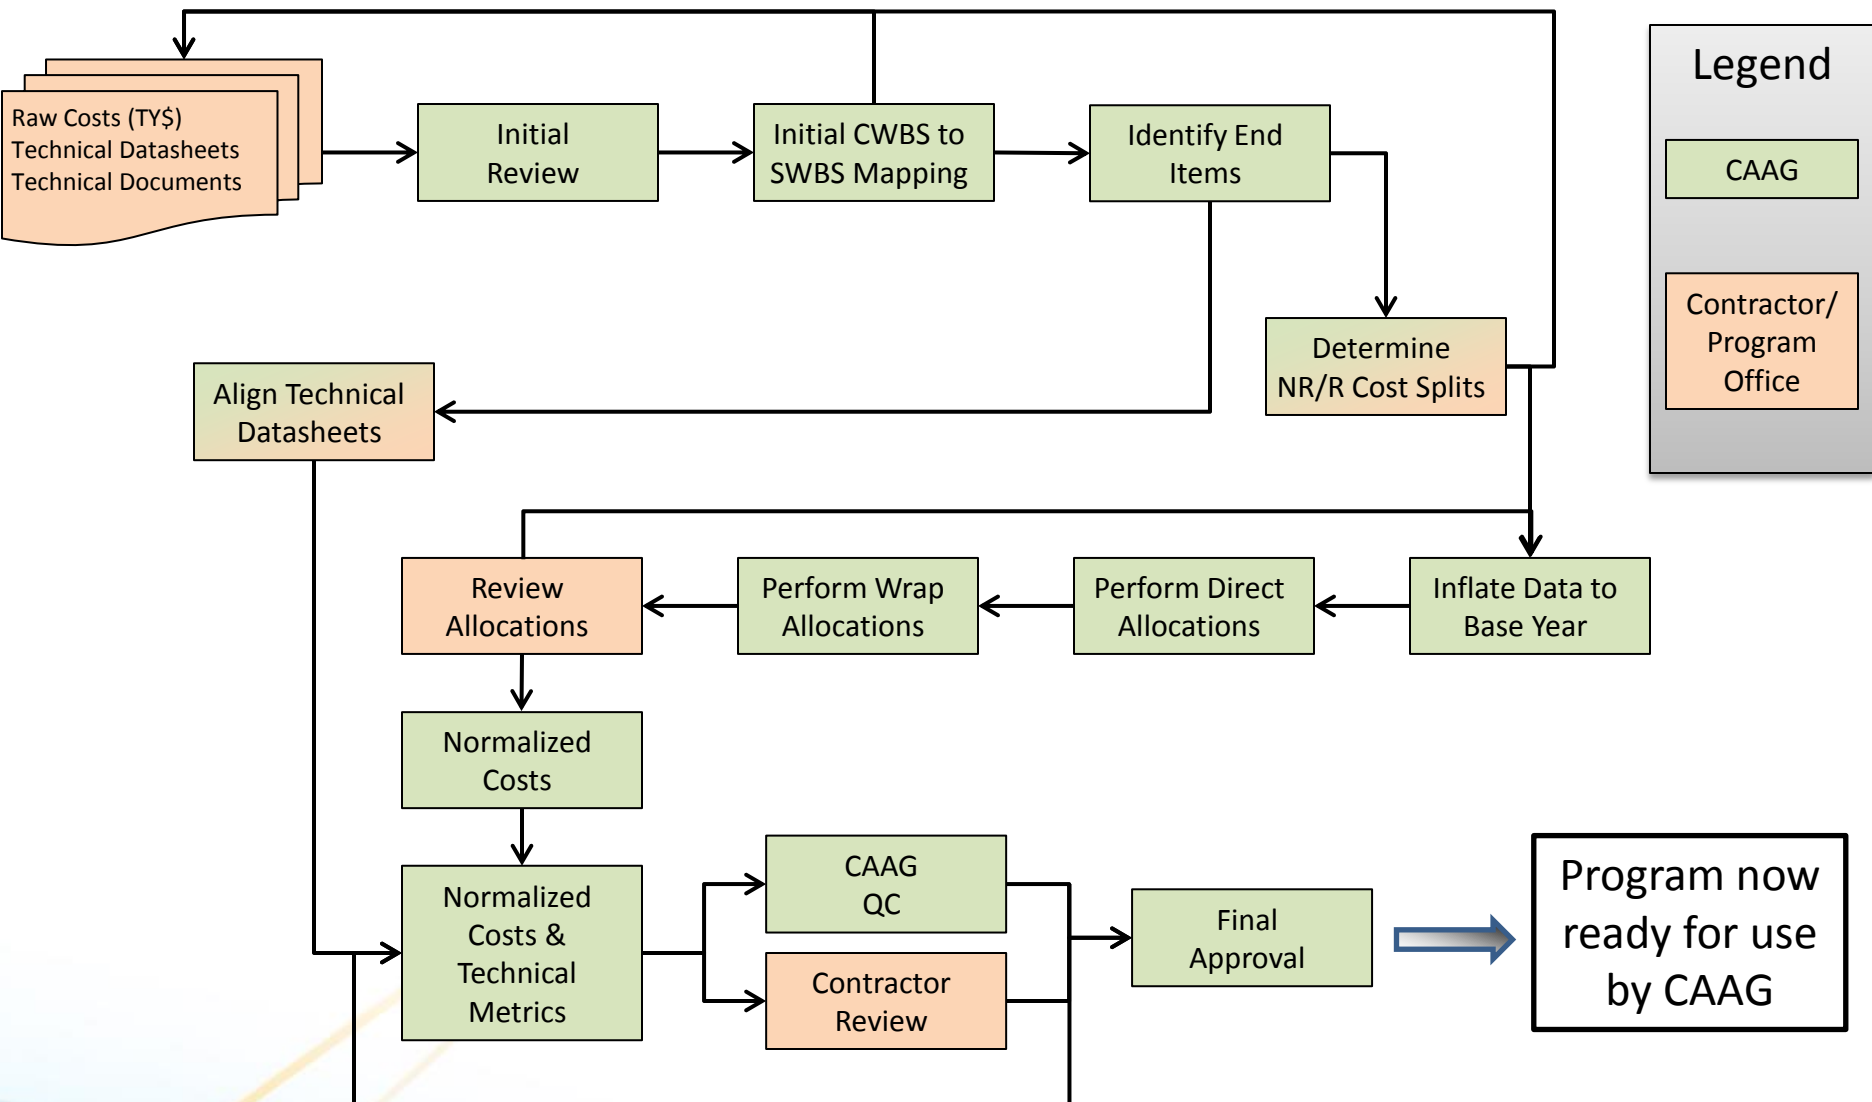 Raw Costs (TY$)
Technical Datasheets
Technical Documents
Initial
Review
Initial CWBS to
SWBS Mapping
Identify End
Items
Legend
CAAG
Contractor/
Program
Office
Determine
NR/R Cost Splits
Align Technical
Datasheets
Review
Allocations
Perform Wrap
Allocations
Perform Direct
Allocations
Inflate Data to
Base Year
Normalized
Costs
Normalized
Costs &
Technical
Metrics
CAAG
QC
Contractor
Review
Final
Approval
Program now
ready for use
by CAAG